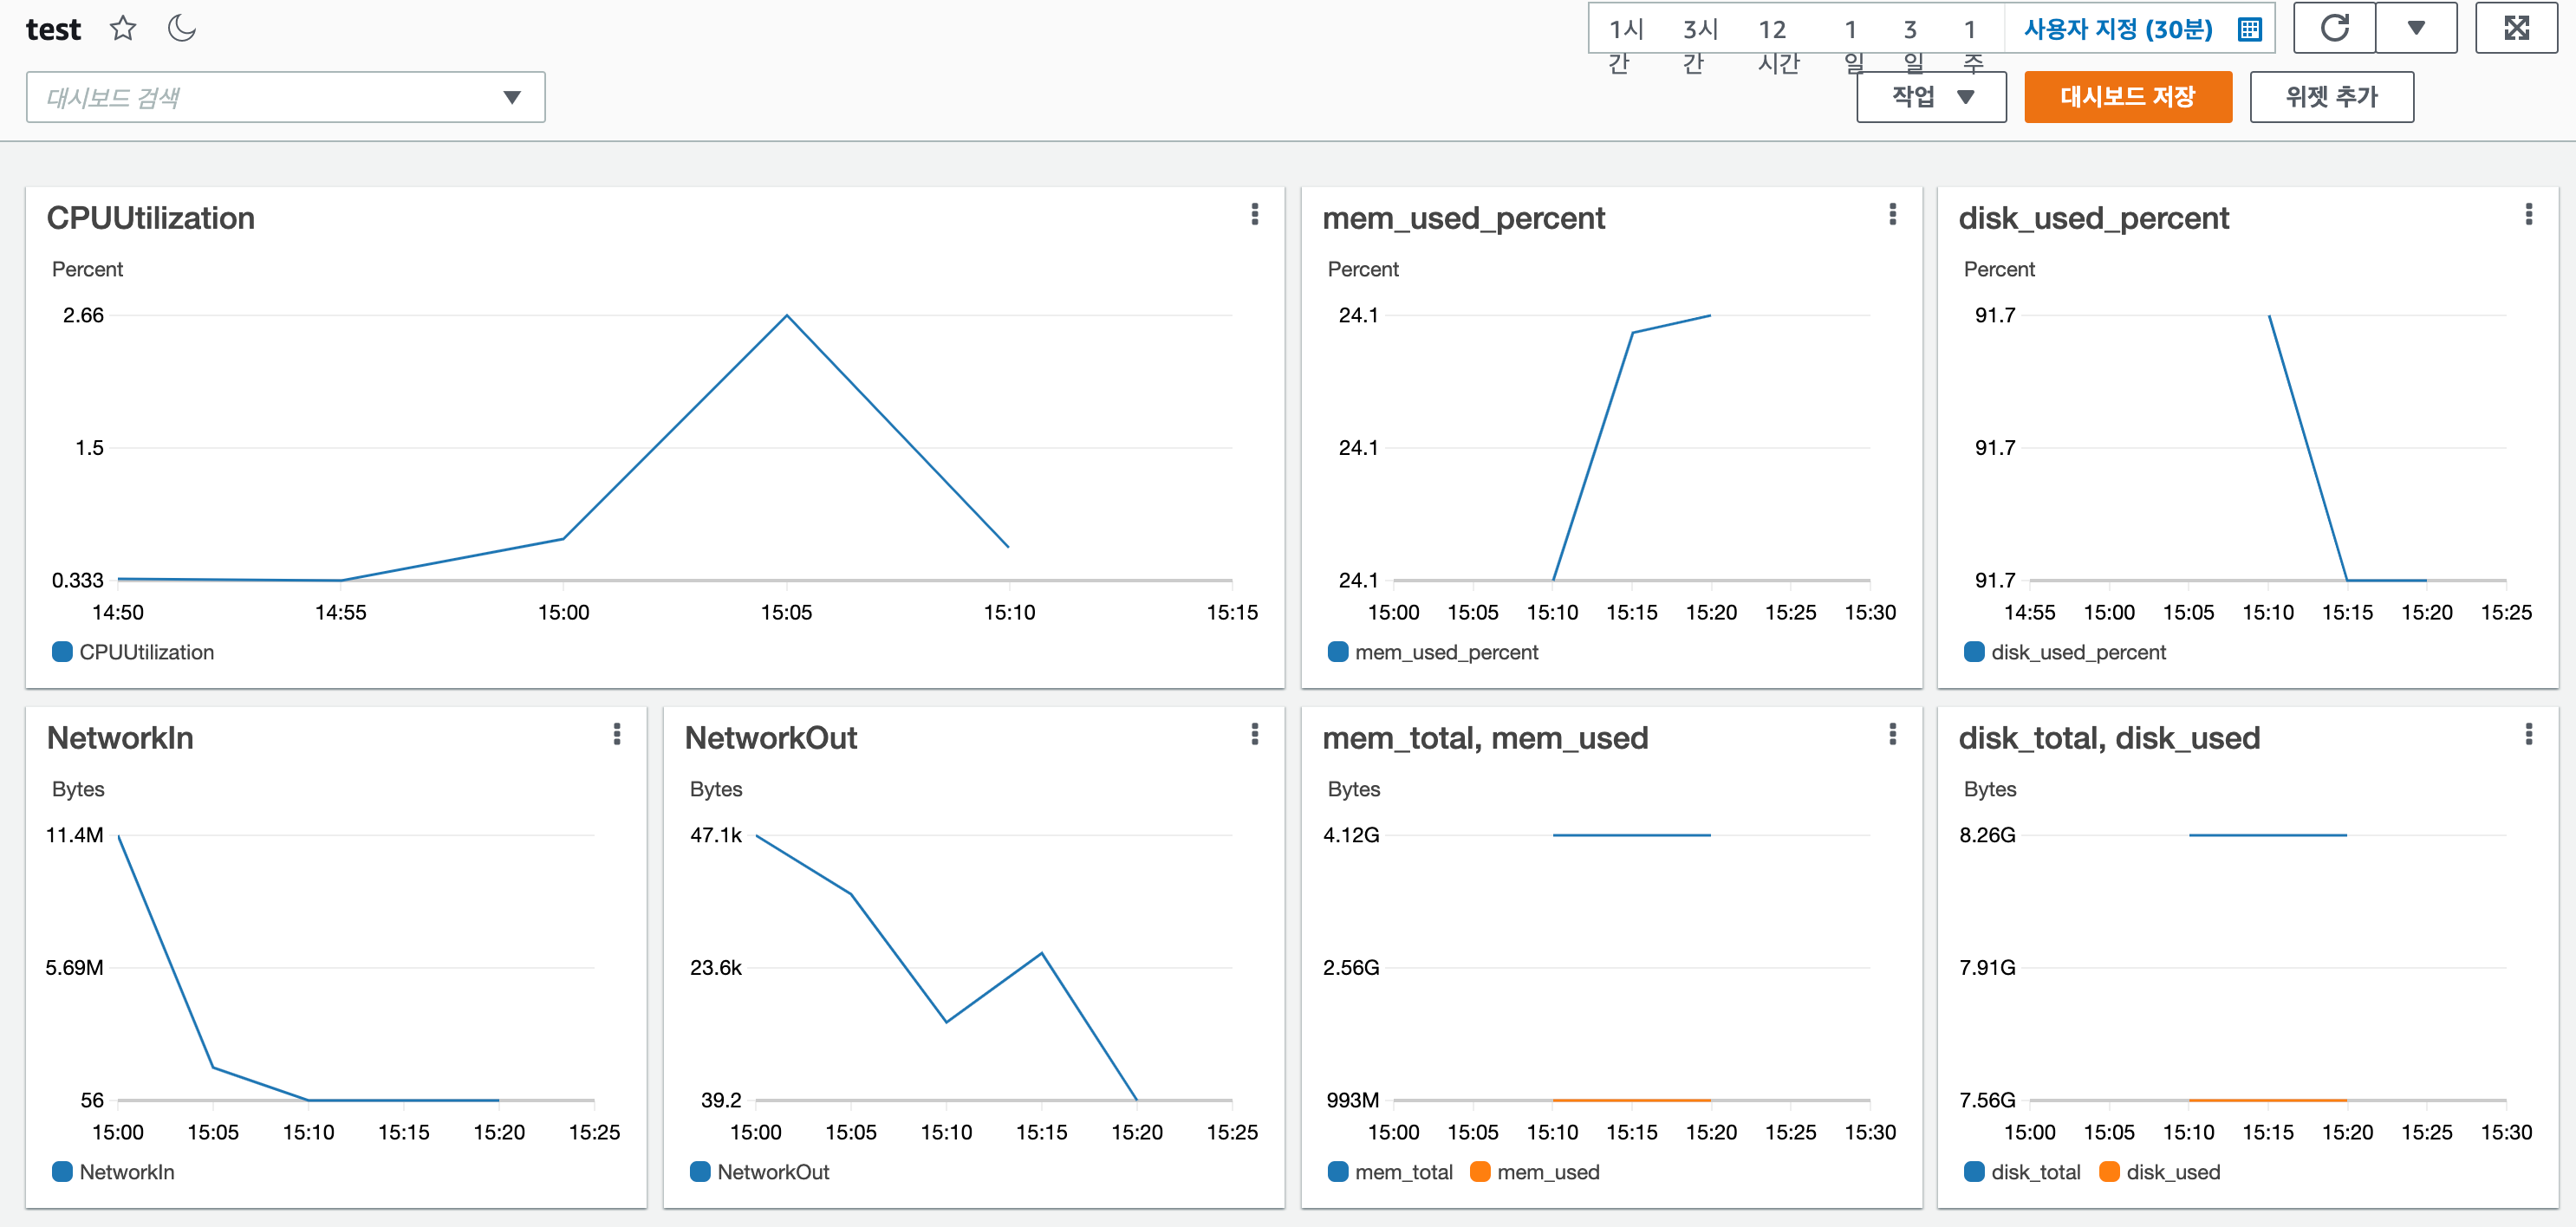 test
1시간 3시간 12시간 1일 3일 1주 사용자 지정 (30분)
대시보드 검색
작업 대시보드 저장 위젯 추가
CPUUtilization
Percent
2.66
1.5
0.333
14:50 14:55 15:00 15:05 15:10 15:15
CPUUtilization
mem_used_percent
Percent
24.1
24.1
24.1
15:00 15:05 15:10 15:15 15:20 15:25 15:30
mem_used_percent
disk_used_percent
Percent
91.7
91.7
91.7
14:55 15:00 15:05 15:10 15:15 15:20 15:25
disk_used_percent
NetworkIn
Bytes
11.4M
5.69M
56
15:00 15:05 15:10 15:15 15:20 15:25
NetworkIn
NetworkOut
Bytes
47.1k
23.6k
39.2
15:00 15:05 15:10 15:15 15:20 15:25
NetworkOut
mem_total, mem_used
Bytes
4.12G
2.56G
993M
15:00 15:05 15:10 15:15 15:20 15:25 15:30
mem_total mem_used
disk_total, disk_used
Bytes
8.26G
7.91G
7.56G
15:00 15:05 15:10 15:15 15:20 15:25 15:30
disk_total disk_used